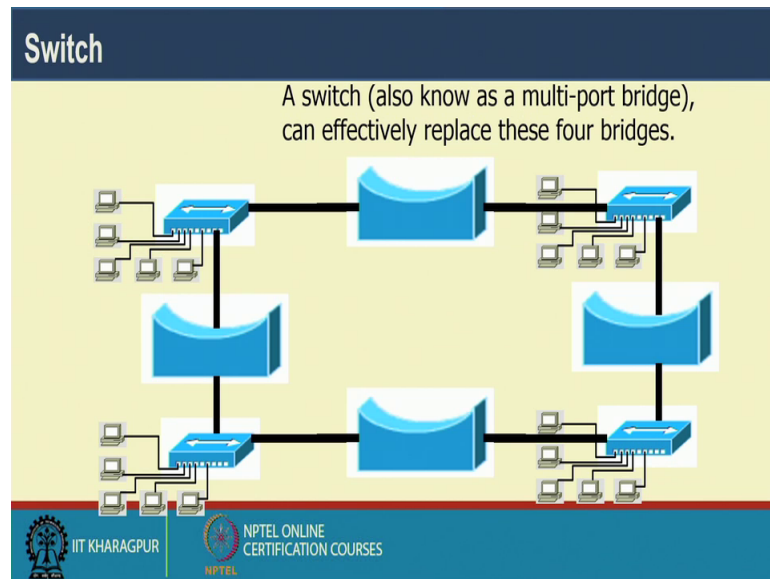 Switch
A switch (also know as a multi-port bridge),
can effectively replace these four bridges.
IIT KHARAGPUR
NPTEL
NPTEL ONLINE
CERTIFICATION COURSES